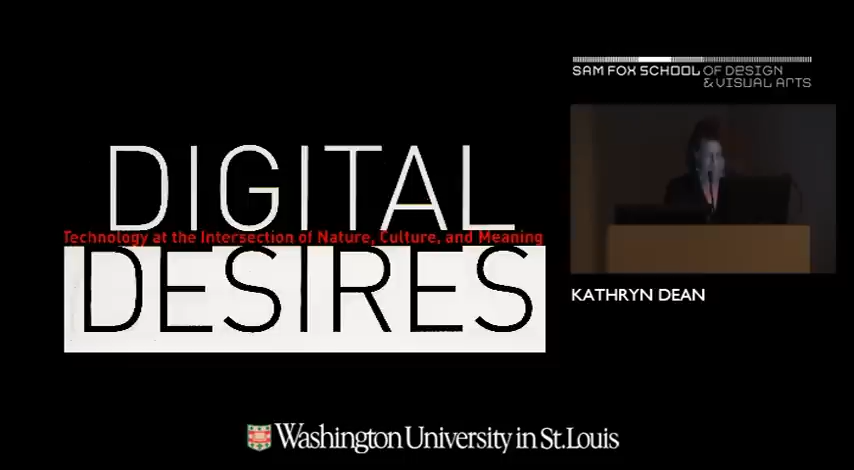 SAM FOX SCHOOL OF DESIGN
& VISUAL ARTS
DIGITAL
Technology at the Intersection of Nature, Culture, and Meaning
DESIRES
KATHRYN DEAN
Washington University in St. Louis